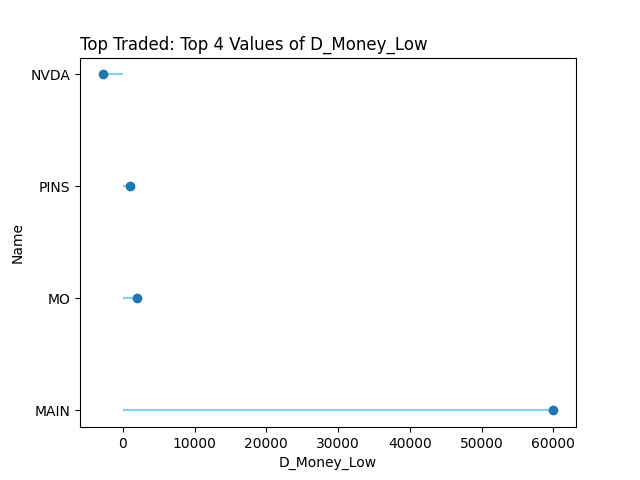 Top Traded: Top 4 Values of D_Money_Low
NVDA
PINS
MO
MAIN
Name
0 10000 20000 30000 40000 50000 60000
D_Money_Low